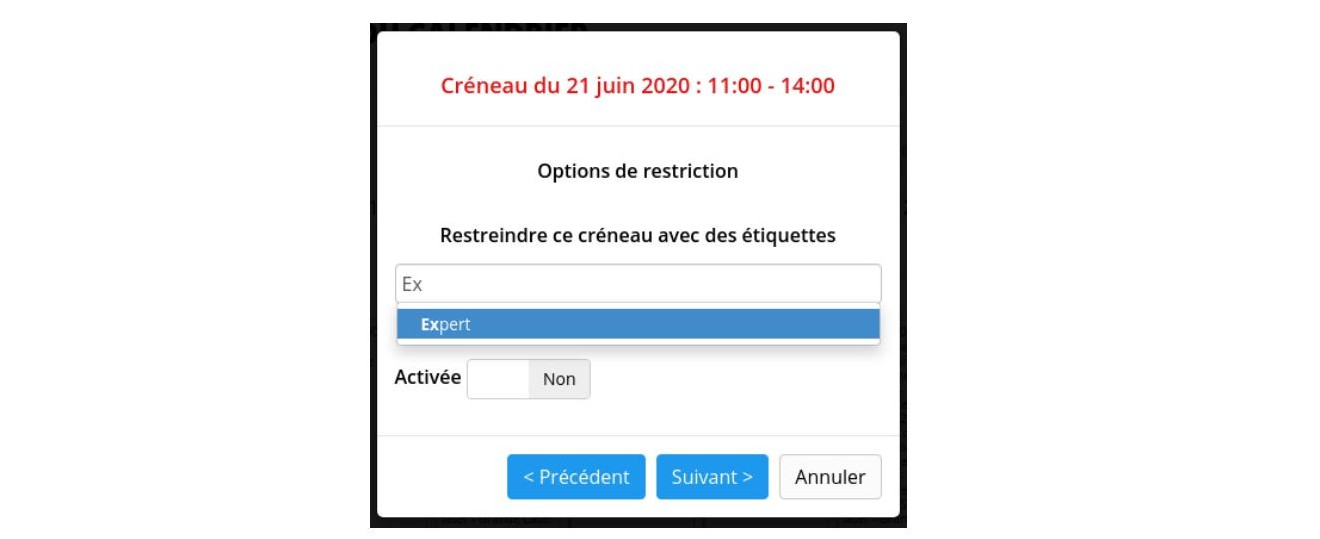 Créneau du 21 juin 2020 : 11:00 - 14:00
Options de restriction
Restreindre ce créneau avec des étiquettes
Ex
Expert
Activée Non
< Précédent Suivant > Annuler